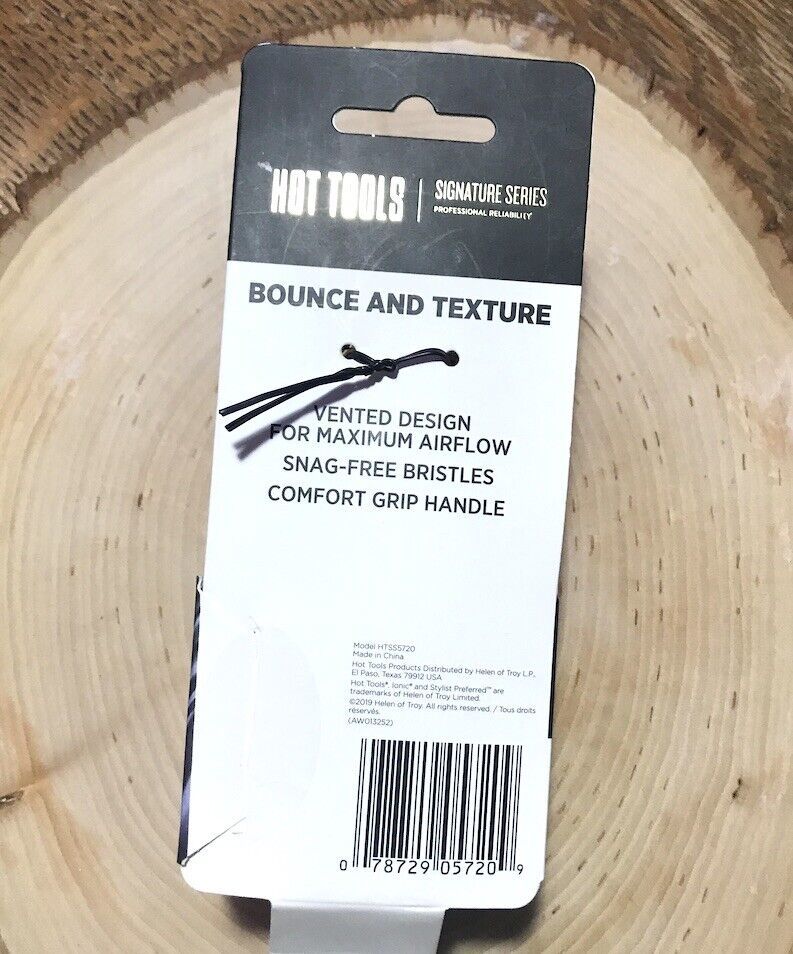 HOT TOOLS | SIGNATURE SERIES
PROFESSIONAL RELIABILITY
BOUNCE AND TEXTURE
VENTED DESIGN
FOR MAXIMUM AIRFLOW
SNAG-FREE BRISTLES
COMFORT GRIP HANDLE
Model HTSS5720
Made in China
Hot Tools Products Distributed by Helen of Troy L.P.,
El Paso, Texas 79912 USA
Hot Tools®, Ionic® and Stylist Preferred™ are
trademarks of Helen of Troy Limited.
©2019 Helen of Troy. All rights reserved. / Tous droits
réservés.
(AW013252)
0 78729 05720 9